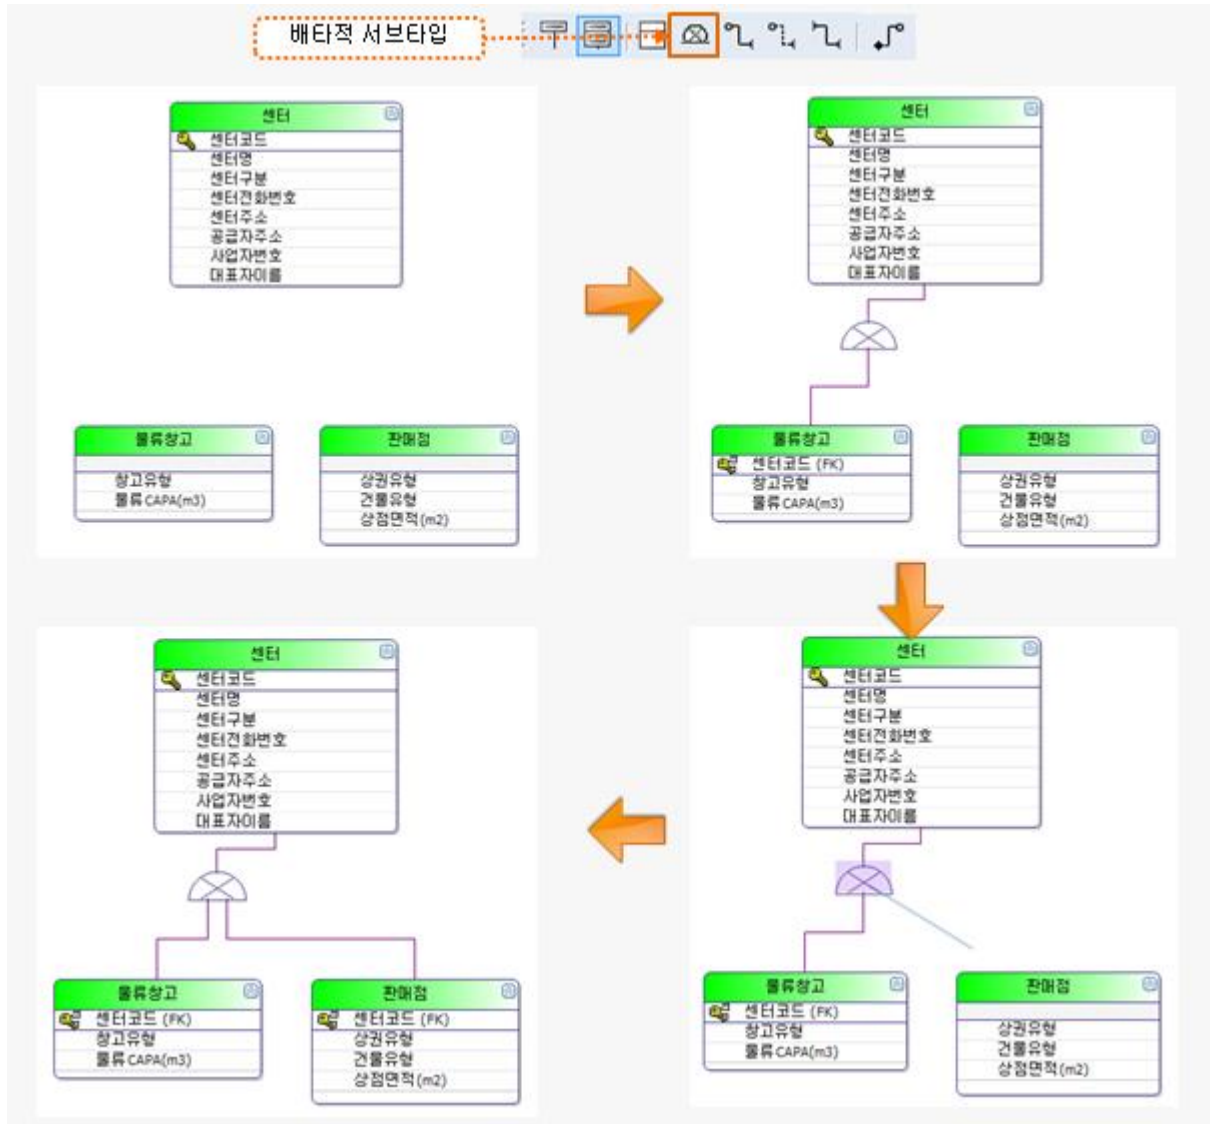 배타적 서브타입
센터
센터코드
센터명
센터구분
센터전화번호
센터주소
공급자주소
사업자번호
대표자이름
물류창고
창고유형
물류CAPA(m3)
판매점
상권유형
건물유형
상점면적(m2)
센터
센터코드
센터명
센터구분
센터전화번호
센터주소
공급자주소
사업자번호
대표자이름
물류창고
센터코드 (FK)
창고유형
물류CAPA(m3)
판매점
상권유형
건물유형
상점면적(m2)
센터
센터코드
센터명
센터구분
센터전화번호
센터주소
공급자주소
사업자번호
대표자이름
물류창고
센터코드 (FK)
창고유형
물류CAPA(m3)
판매점
상권유형
건물유형
상점면적(m2)
센터
센터코드
센터명
센터구분
센터전화번호
센터주소
공급자주소
사업자번호
대표자이름
물류창고
센터코드 (FK)
창고유형
물류CAPA(m3)
판매점
센터코드 (FK)
상권유형
건물유형
상점면적(m2)